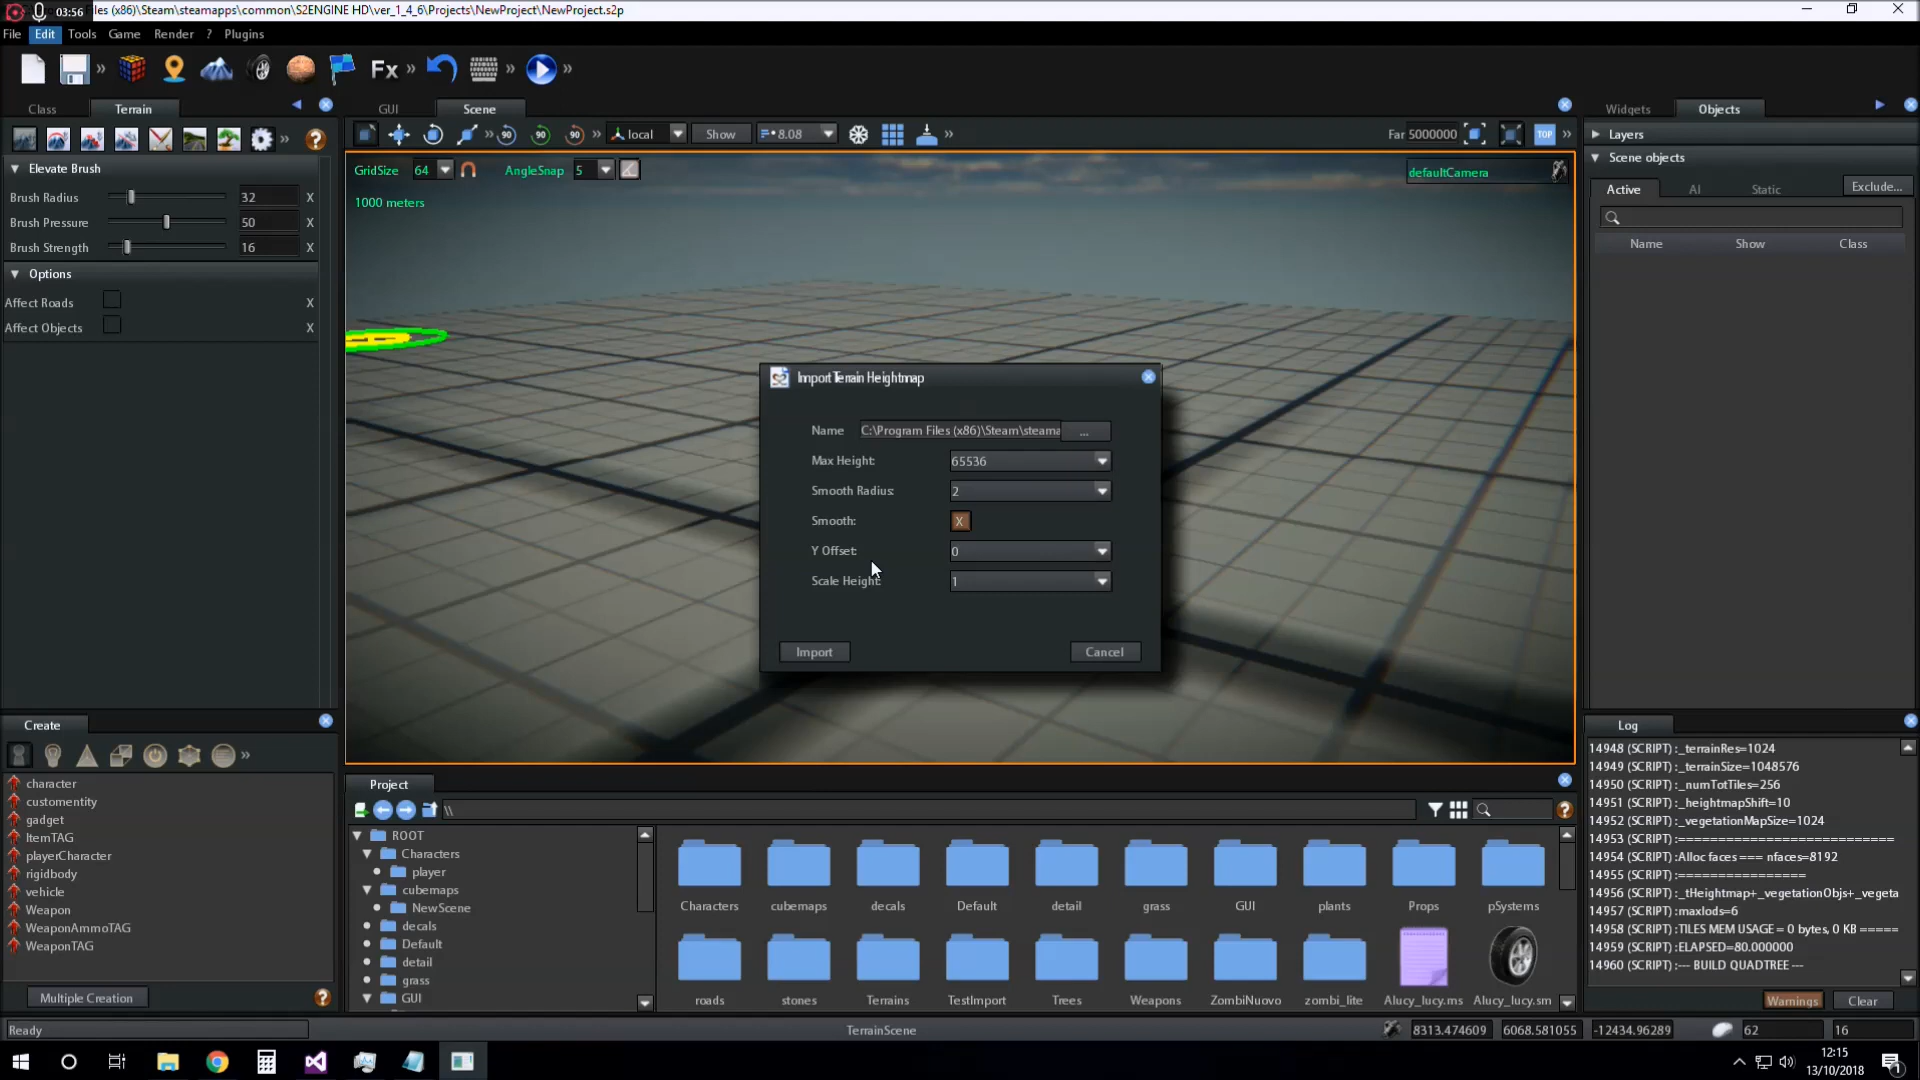 03:56
iles (x86)\Steam\steamapps\common\S2ENGINE HD\ver_1_4_6\Projects\NewProject\NewProject.s2p
File Edit Tools Game Render ? Plugins
Fx
Class Terrain
GUI Scene
Widgets Objects
90 90 90 local Show 8.08
Far 5000000 TOP
Layers
Elevate Brush
Brush Radius 32 X
Brush Pressure 50 X
Brush Strength 16 X
Options
Affect Roads X
Affect Objects X
GridSize 64 AngleSnap 5
defaultCamera
1000 meters
Scene objects
Active AI Static Exclude...
Name Show Class
Import Terrain Heightmap
Name C:\Program Files (x86)\Steam\steama ...
Max Height: 65536
Smooth Radius: 2
Smooth: X
Y Offset: 0
Scale Height: 1
Import Cancel
Create
character
customentity
gadget
ItemTAG
playerCharacter
rigidbody
vehicle
Weapon
WeaponAmmoTAG
WeaponTAG
Multiple Creation
Project
\\
ROOT
Characters
player
cubemaps
NewScene
decals
Default
detail
grass
GUI
Characters cubemaps decals Default detail grass GUI plants Props pSystems
roads stones Terrains TestImport Trees Weapons ZombiNuovo zombi_lite Alucy_lucy.ms Alucy_lucy.sm
Log
14948 (SCRIPT) :_terrainRes=1024
14949 (SCRIPT) :_terrainSize=1048576
14950 (SCRIPT) :_numTotTiles=256
14951 (SCRIPT) :_heightmapShift=10
14952 (SCRIPT) :_vegetationMapSize=1024
14953 (SCRIPT) :===========================
14954 (SCRIPT) :Alloc faces === nfaces=8192
14955 (SCRIPT) :================
14956 (SCRIPT) :_tHeightmap+_vegetationObjs+_vegeta
14957 (SCRIPT) :maxlods=6
14958 (SCRIPT) :TILES MEM USAGE = 0 bytes, 0 KB =====
14959 (SCRIPT) :ELAPSED=80.000000
14960 (SCRIPT) :--- BUILD QUADTREE ---
Warnings Clear
Ready
TerrainScene
8313.474609 6068.581055 -12434.96289 62 16
12:15
13/10/2018
1